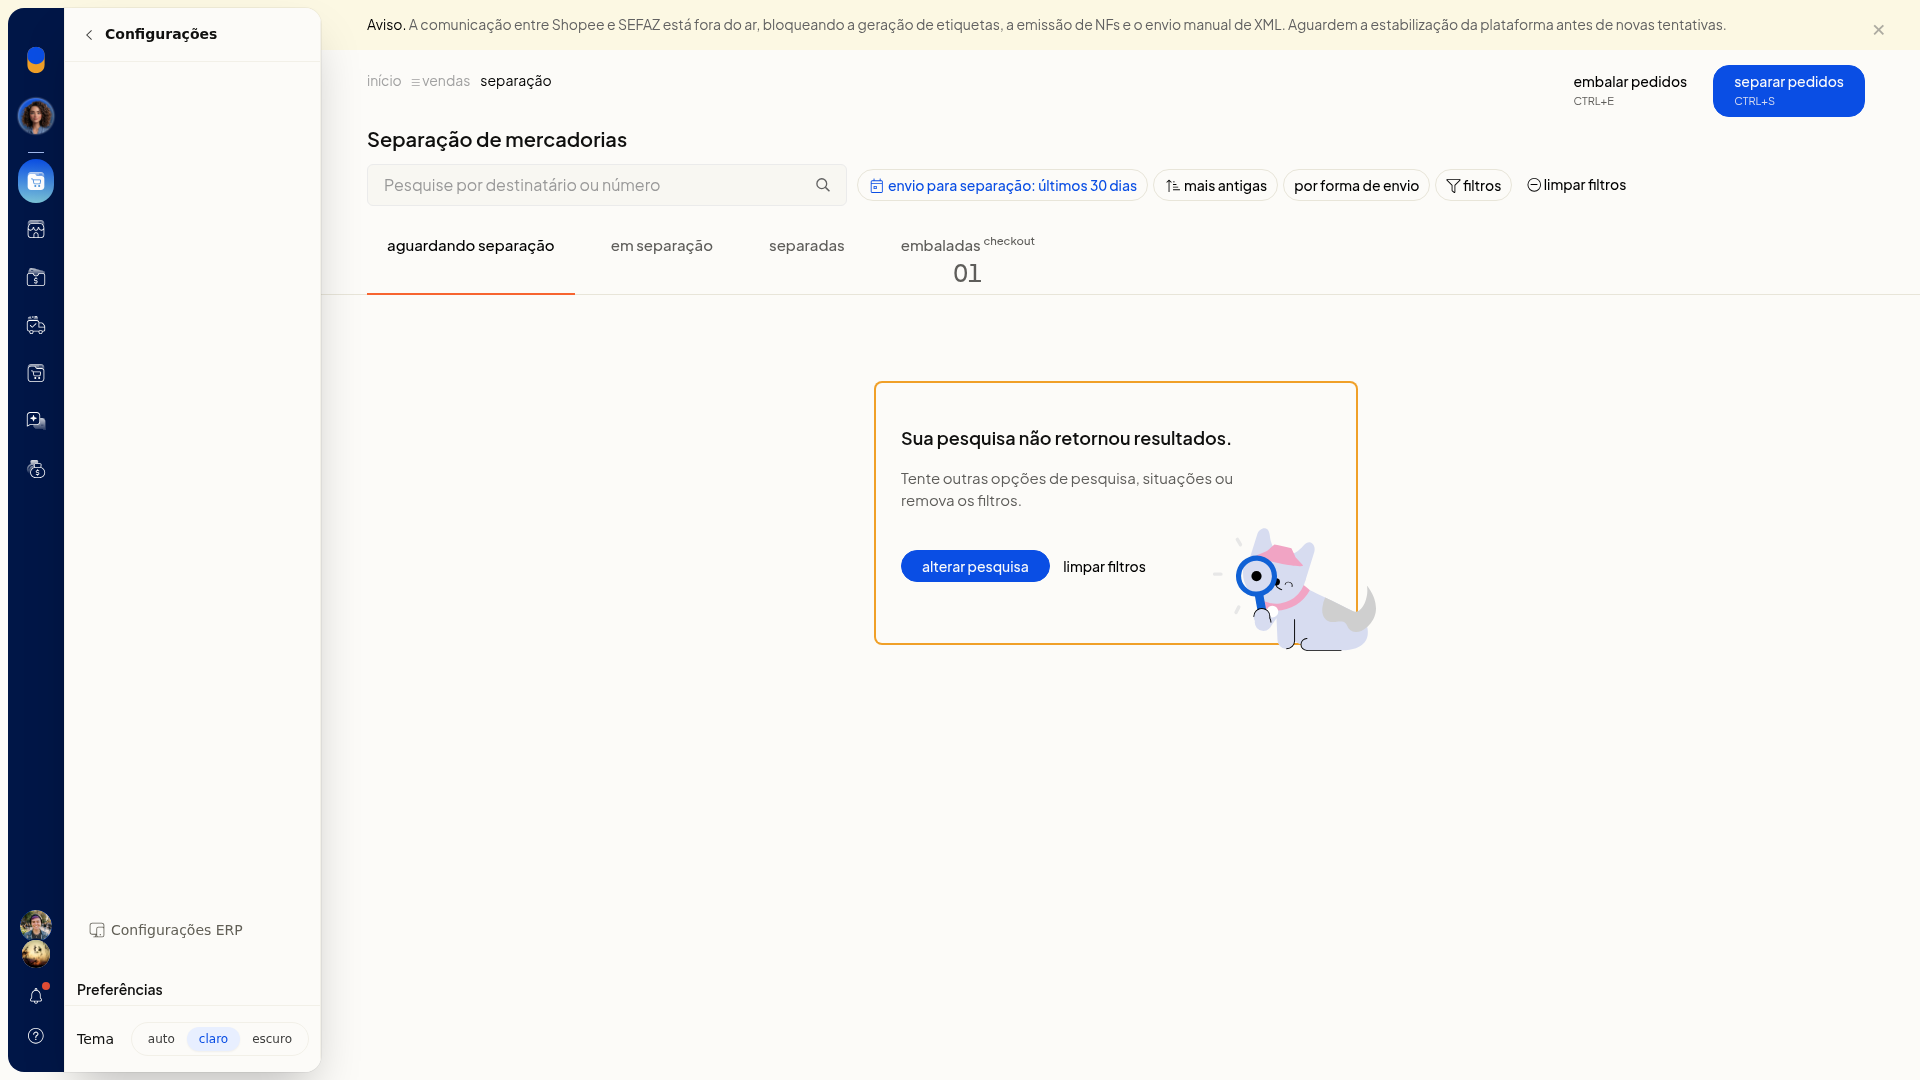 Configurações
Aviso. A comunicação entre Shopee e SEFAZ está fora do ar, bloqueando a geração de etiquetas, a emissão de NFs e o envio manual de XML. Aguardem a estabilização da plataforma antes de novas tentativas.
início vendas separação
embalar pedidos
CTRL+E
separar pedidos
CTRL+S
Separação de mercadorias
Pesquise por destinatário ou número
envio para separação: últimos 30 dias
mais antigas
por forma de envio
filtros
limpar filtros
aguardando separação
em separação
separadas
embaladas checkout
01
Sua pesquisa não retornou resultados.
Tente outras opções de pesquisa, situações ou
remova os filtros.
alterar pesquisa
limpar filtros
Configurações ERP
Preferências
Tema
auto
claro
escuro